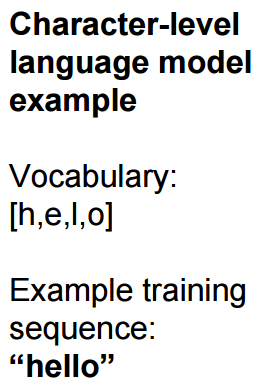 Character-level
language model
example
Vocabulary:
[h,e,l,o]
Example training
sequence:
“hello”